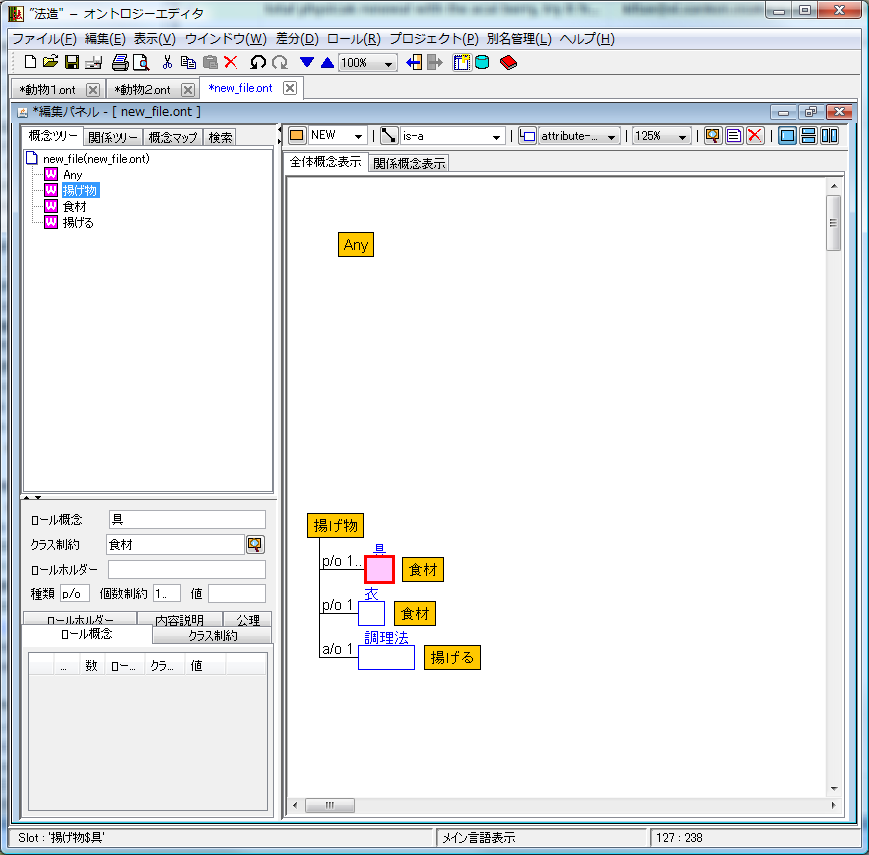 "法造" – オントロジーエディタ
ファイル(F) 編集(E) 表示(V) ウインドウ(W) 差分(D) ロール(R) プロジェクト(P) 別名管理(L) ヘルプ(H)
100%
*動物1.ont *動物2.ont *new_file.ont
*編集パネル - [ new_file.ont ]
概念ツリー 関係ツリー 概念マップ 検索
NEW is-a attribute-... 125%
全体概念表示 関係概念表示
new_file(new_file.ont)
Any
揚げ物
食材
揚げる
Any
揚げ物
具
p/o 1.. 食材
衣
p/o 1 食材
調理法
a/o 1 揚げる
ロール概念 具
クラス制約 食材
ロールホルダー
種類 p/o 個数制約 1.. 値
ロールホルダー 内容説明 公理
ロール概念 クラス制約
... 数 ロー... クラ... 値
Slot : '揚げ物$具' メイン言語表示 127 : 238